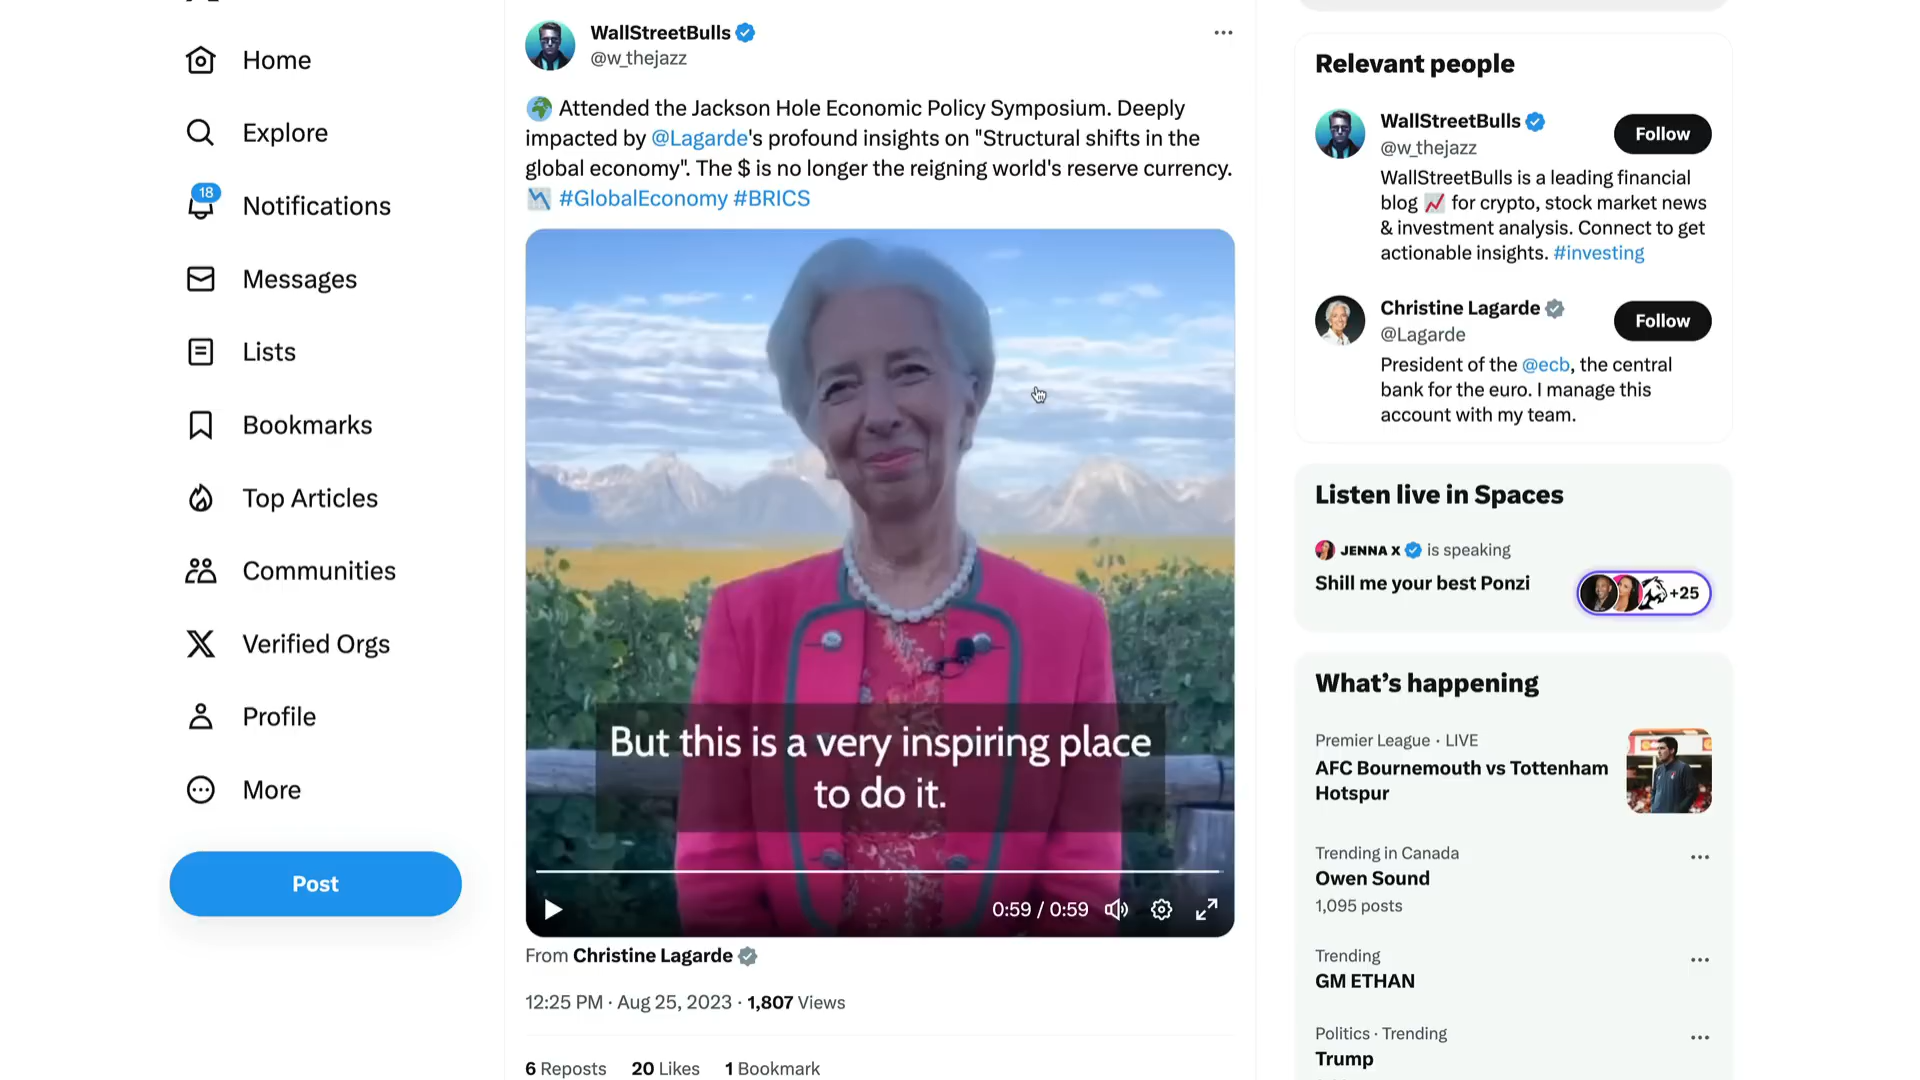 Home
Explore
18
Notifications
Messages
Lists
Bookmarks
Top Articles
Communities
Verified Orgs
Profile
More
Post
WallStreetBulls
@w_thejazz
Attended the Jackson Hole Economic Policy Symposium. Deeply
impacted by @Lagarde's profound insights on "Structural shifts in the
global economy". The $ is no longer the reigning world's reserve currency.
#GlobalEconomy #BRICS
But this is a very inspiring place
to do it.
0:59 / 0:59
From Christine Lagarde
12:25 PM · Aug 25, 2023 · 1,807 Views
6 Reposts 20 Likes 1 Bookmark
Relevant people
WallStreetBulls
@w_thejazz
Follow
WallStreetBulls is a leading financial
blog for crypto, stock market news
& investment analysis. Connect to get
actionable insights. #investing
Christine Lagarde
@Lagarde
Follow
President of the @ecb, the central
bank for the euro. I manage this
account with my team.
Listen live in Spaces
JENNA X is speaking
Shill me your best Ponzi
+25
What's happening
Premier League · LIVE
AFC Bournemouth vs Tottenham
Hotspur
Trending in Canada
Owen Sound
1,095 posts
Trending
GM ETHAN
Politics · Trending
Trump